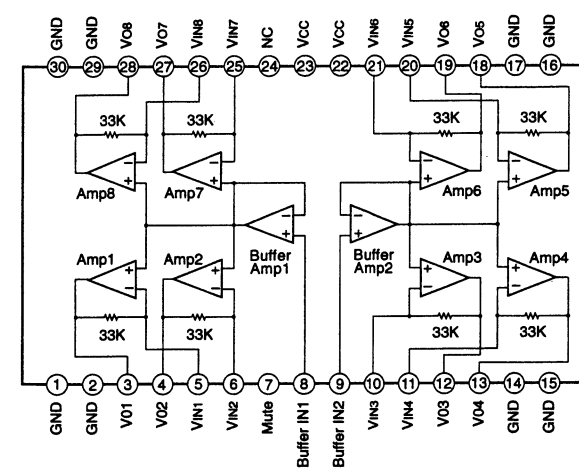 GND GND VO8 VO7 VIN8 VIN7 NC VCC VCC VIN6 VIN5 VO6 VO5 GND GND
30 29 28 27 26 25 24 23 22 21 20 19 18 17 16
33K 33K 33K 33K
Amp8 Amp7 Amp6 Amp5
− + − + − + − +
− + − +
Buffer Amp1
Buffer Amp2
Amp1 Amp2 Amp3 Amp4
+ − + − + − + −
33K 33K 33K 33K
1 2 3 4 5 6 7 8 9 10 11 12 13 14 15
GND GND V01 V02 VIN1 VIN2 Mute Buffer IN1 Buffer IN2 VIN3 VIN4 V03 V04 GND GND